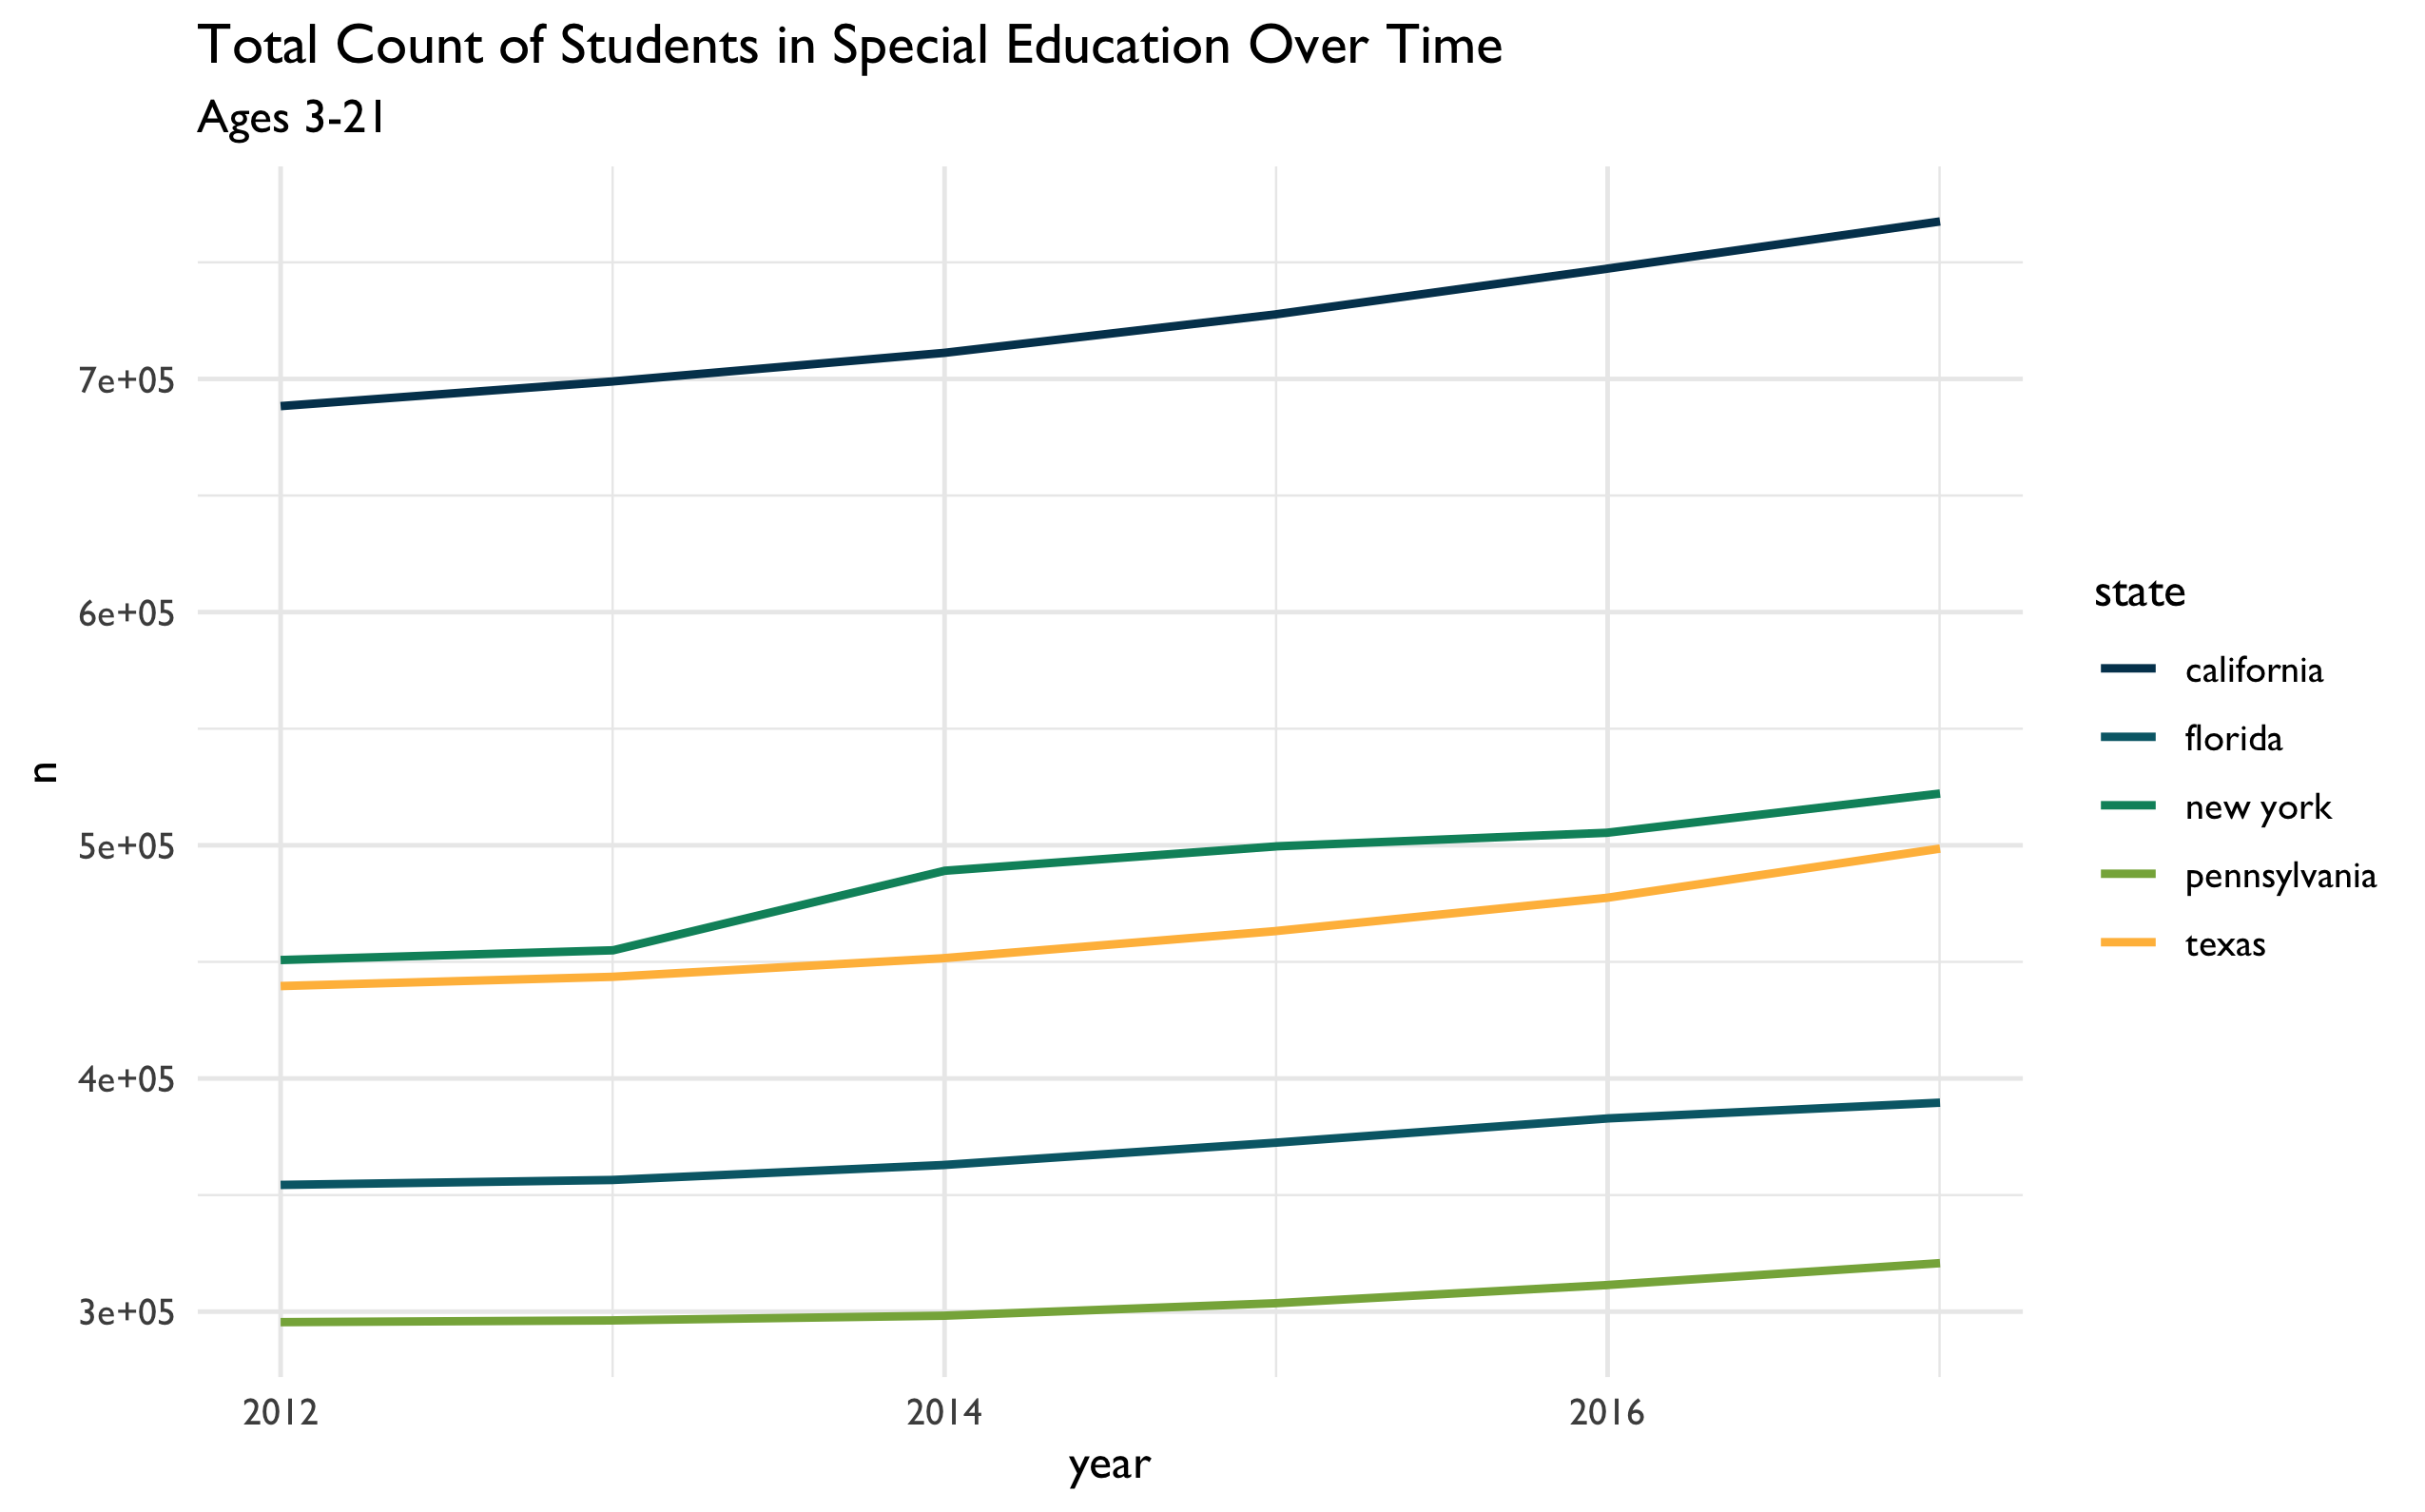 Total Count of Students in Special Education Over Time
Ages 3-21
7e+05
6e+05
5e+05
4e+05
3e+05
n
2012
2014
2016
year
state
california
florida
new york
pennsylvania
texas